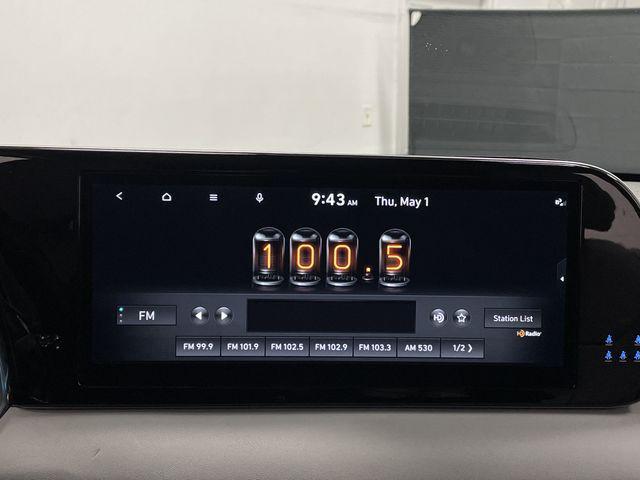 9:43 AM Thu, May 1
100.5
FM
HD
Station List
HD Radio
FM 99.9 FM 101.9 FM 102.5 FM 102.9 FM 103.3 AM 530 1/2 ❯